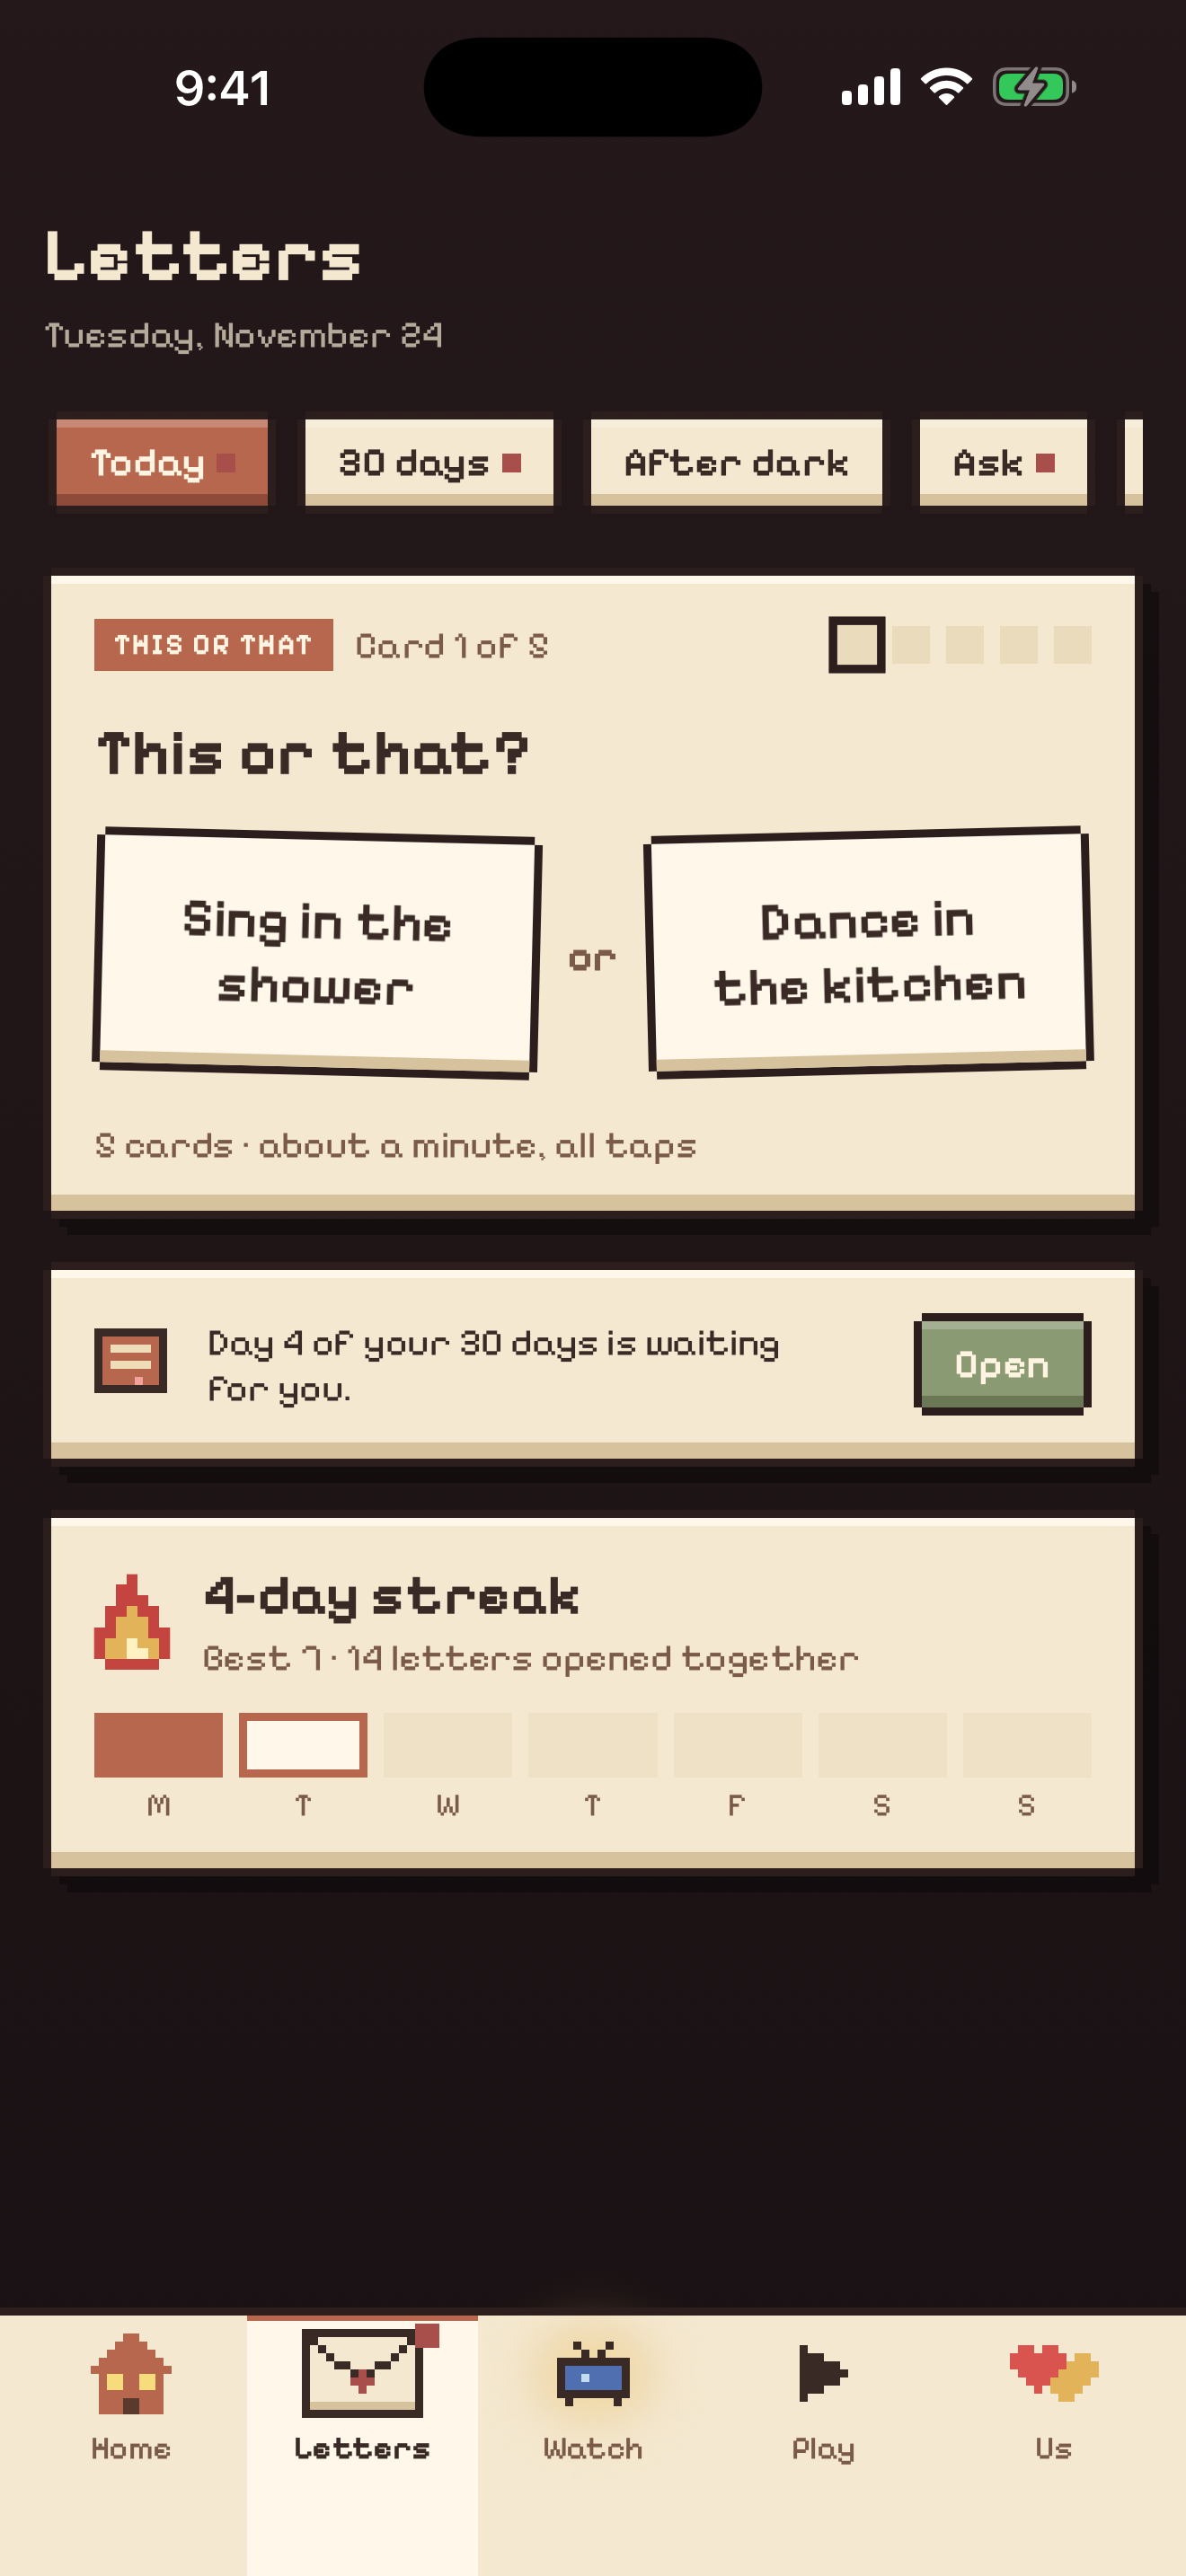 9:41
Letters
Tuesday, November 24
Today
30 days
After dark
Ask
THIS OR THAT
Card 1 of 5
This or that?
Sing in the
shower
or
Dance in
the kitchen
5 cards · about a minute, all taps
Day 4 of your 30 days is waiting
for you.
Open
4-day streak
Best 7 · 14 letters opened together
M T W T F S S
Home
Letters
Watch
Play
Us